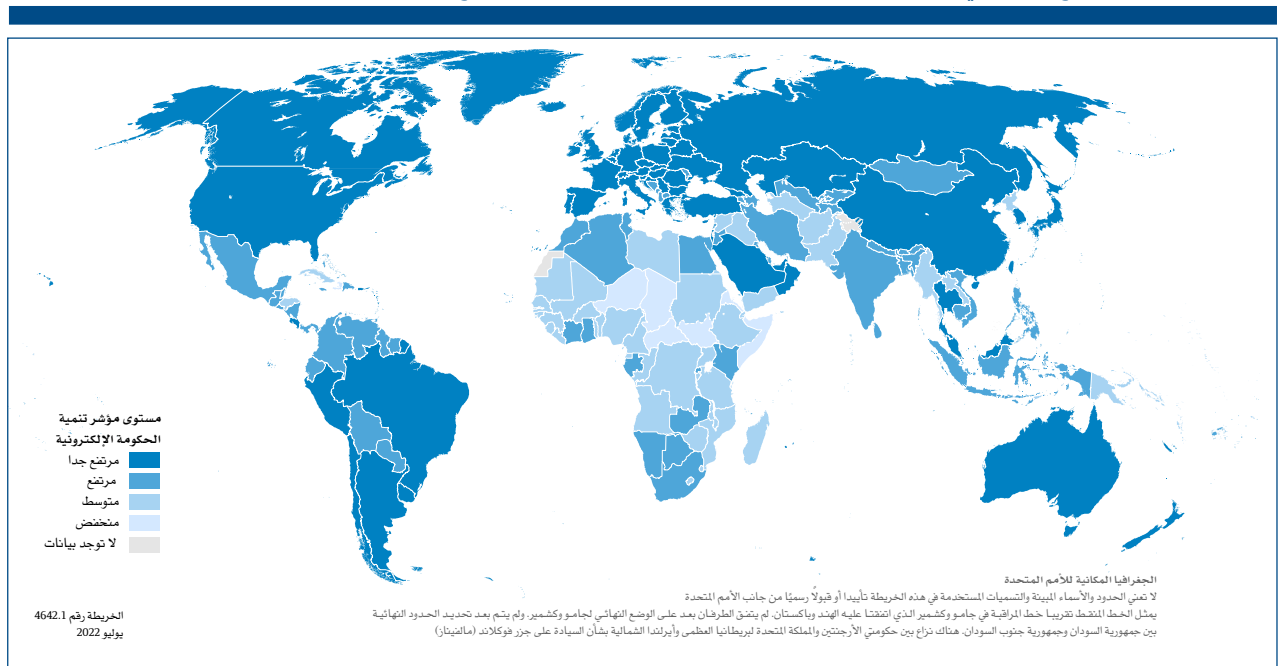 مستوى مؤشر تنمية
الحكومة الإلكترونية
مرتفع جدا
مرتفع
متوسط
منخفض
لا توجد بيانات
الجغرافيا المكانية للأمم المتحدة
لا تعني الحدود والأسماء المبينة والتسميات المستخدمة في هذه الخريطة تأييدا أو قبولًا رسميًا من جانب الأمم المتحدة
يمثل الخط المنقط تقريبا خط المراقبة في جامو وكشمير الذي اتفقتا عليه الهند وباكستان. لم يتفق الطرفان بعد على الوضع النهائي لجامو وكشمير. ولم يتم بعد تحديد الحدود النهائية
بين جمهورية السودان وجمهورية جنوب السودان. هناك نزاع بين حكومتي الأرجنتين والمملكة المتحدة لبريطانيا العظمى وأيرلندا الشمالية بشأن السيادة على جزر فوكلاند (مالفيناز)
الخريطة رقم 4642.1
يوليو 2022